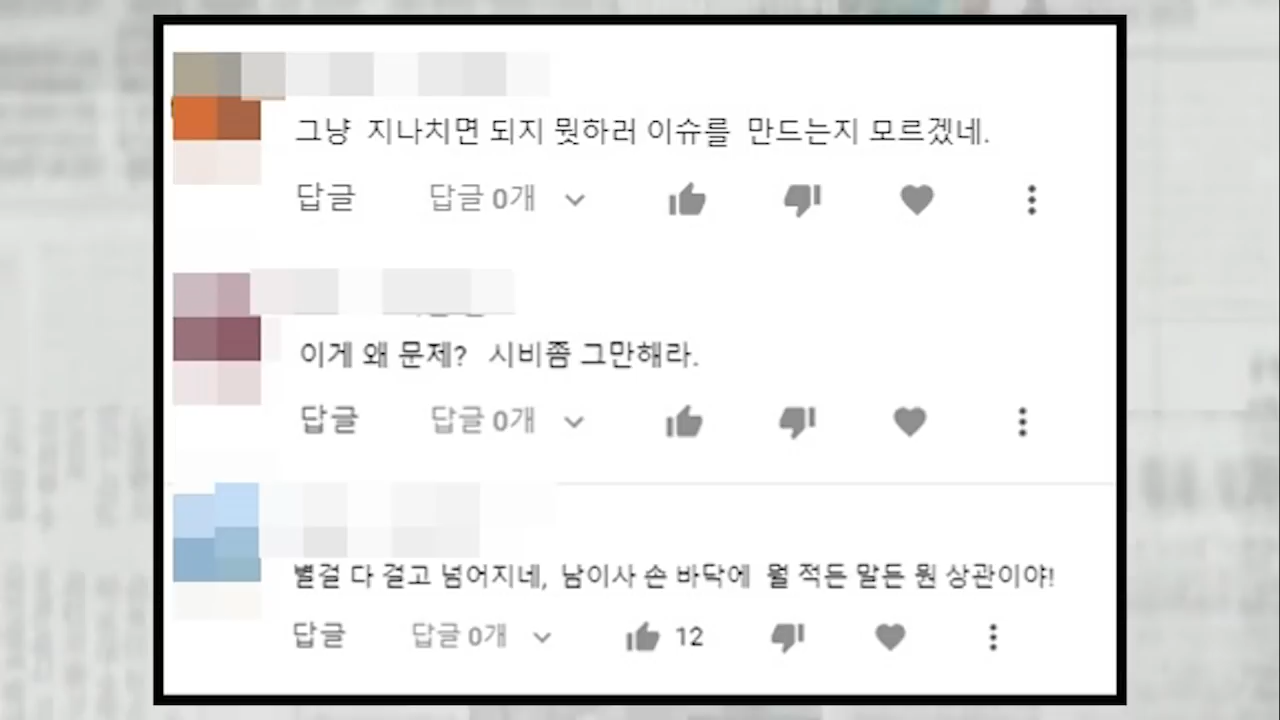 그냥 지나치면 되지 뭣하러 이슈를 만드는지 모르겠네.
답글 답글 0개
이게 왜 문제? 시비좀 그만해라.
답글 답글 0개
별걸 다 걸고 넘어지네, 남이사 손 바닥에 뭘 적든 말든 뭔 상관이야!
답글 답글 0개 12